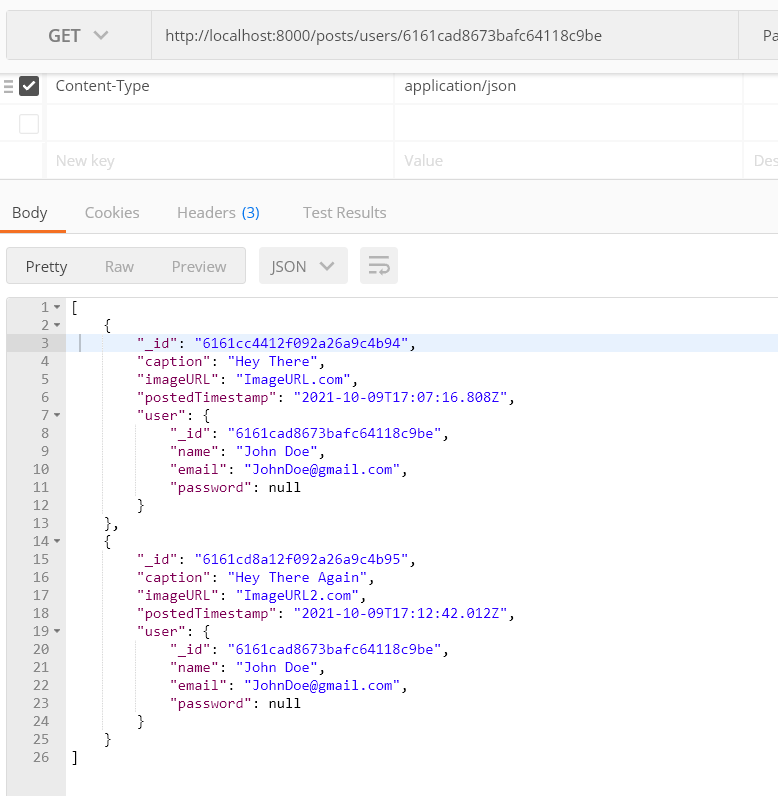 GET http://localhost:8000/posts/users/6161cad8673bafc64118c9be Pa
Content-Type application/json
New key Value Des
Body Cookies Headers (3) Test Results
Pretty Raw Preview JSON
1 [
2 {
3 "_id": "6161cc4412f092a26a9c4b94",
4 "caption": "Hey There",
5 "imageURL": "ImageURL.com",
6 "postedTimestamp": "2021-10-09T17:07:16.808Z",
7 "user": {
8 "_id": "6161cad8673bafc64118c9be",
9 "name": "John Doe",
10 "email": "JohnDoe@gmail.com",
11 "password": null
12 }
13 },
14 {
15 "_id": "6161cd8a12f092a26a9c4b95",
16 "caption": "Hey There Again",
17 "imageURL": "ImageURL2.com",
18 "postedTimestamp": "2021-10-09T17:12:42.012Z",
19 "user": {
20 "_id": "6161cad8673bafc64118c9be",
21 "name": "John Doe",
22 "email": "JohnDoe@gmail.com",
23 "password": null
24 }
25 }
26 ]